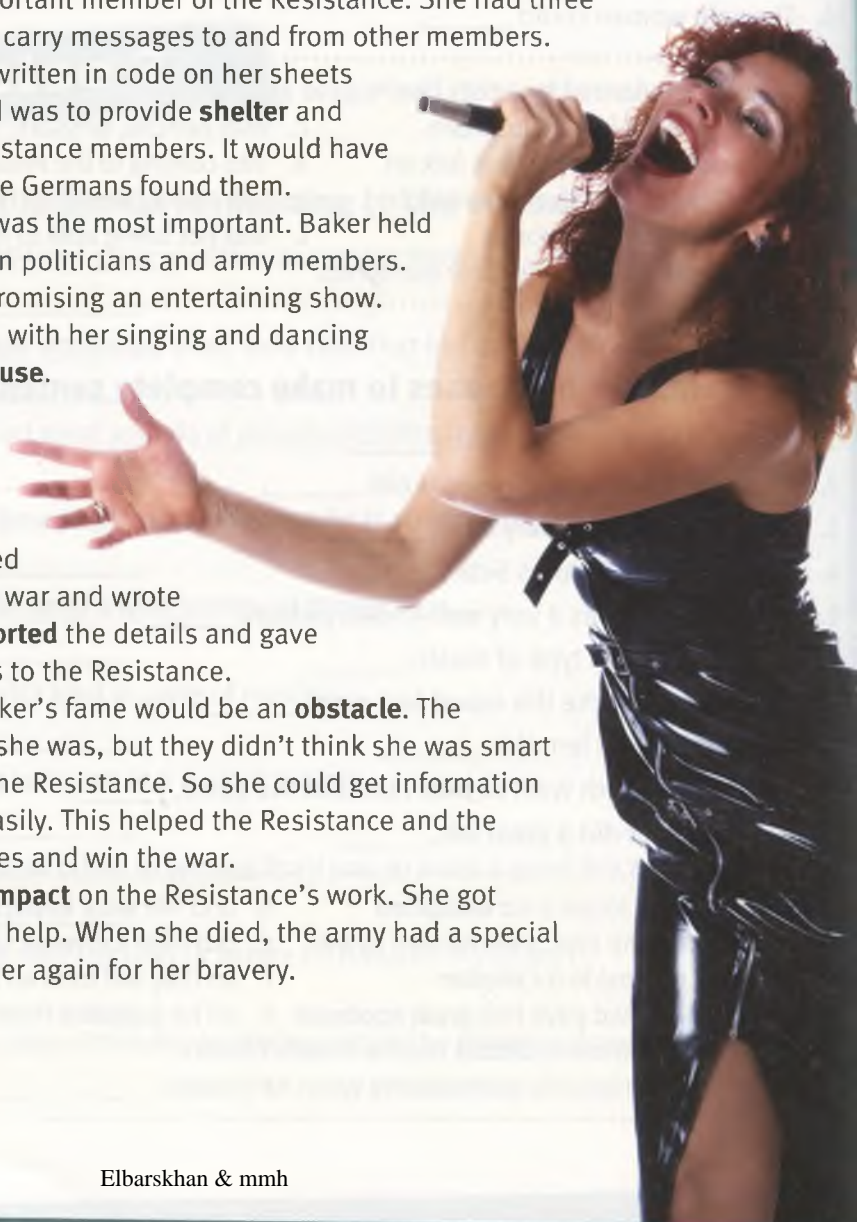 ortant member of the Resistance. She had three
carry messages to and from other members.
written in code on her sheets
was to provide shelter and
istance members. It would have
e Germans found them.
was the most important. Baker held
n politicians and army members.
romising an entertaining show.
with her singing and dancing
use.
ed
war and wrote
orted the details and gave
s to the Resistance.
ker's fame would be an obstacle. The
she was, but they didn't think she was smart
he Resistance. So she could get information
asily. This helped the Resistance and the
es and win the war.
mpact on the Resistance's work. She got
help. When she died, the army had a special
er again for her bravery.
Elbarskhan & mmh